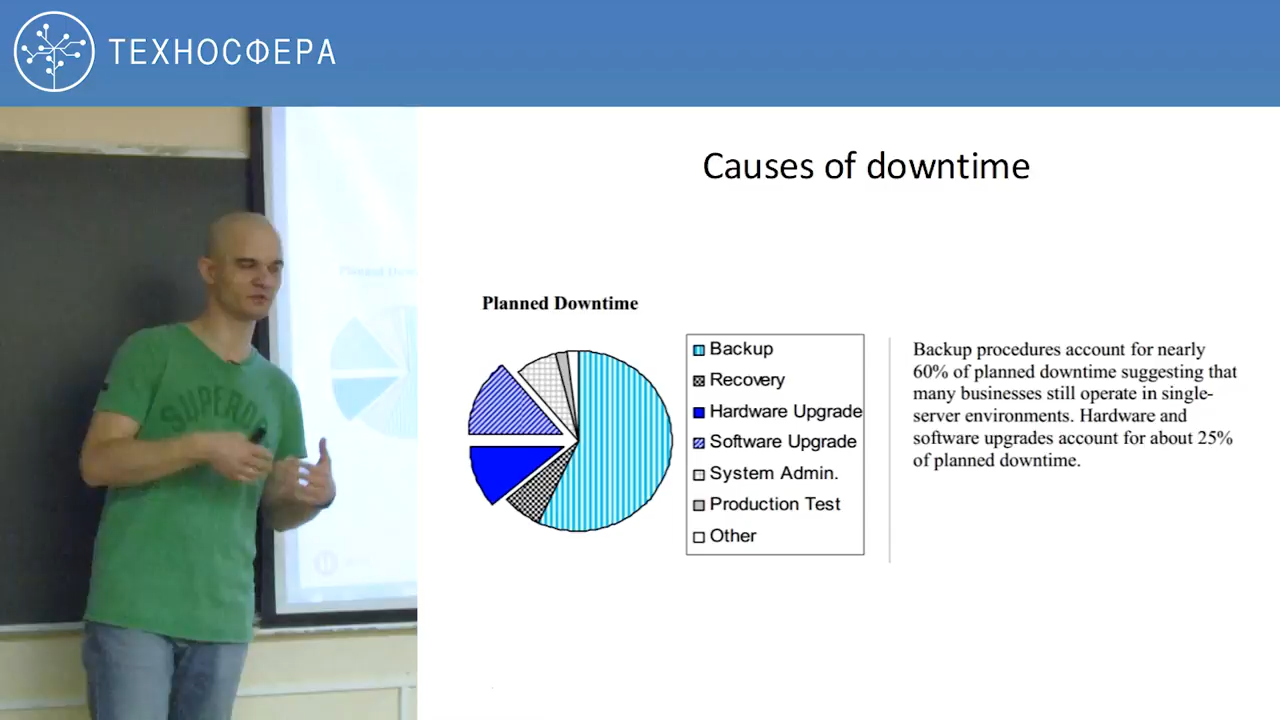 ТЕХНОСФЕРА
Causes of downtime
Planned Downtime
Backup
Recovery
Hardware Upgrade
Software Upgrade
System Admin.
Production Test
Other
Backup procedures account for nearly
60% of planned downtime suggesting that
many businesses still operate in single-
server environments. Hardware and
software upgrades account for about 25%
of planned downtime.